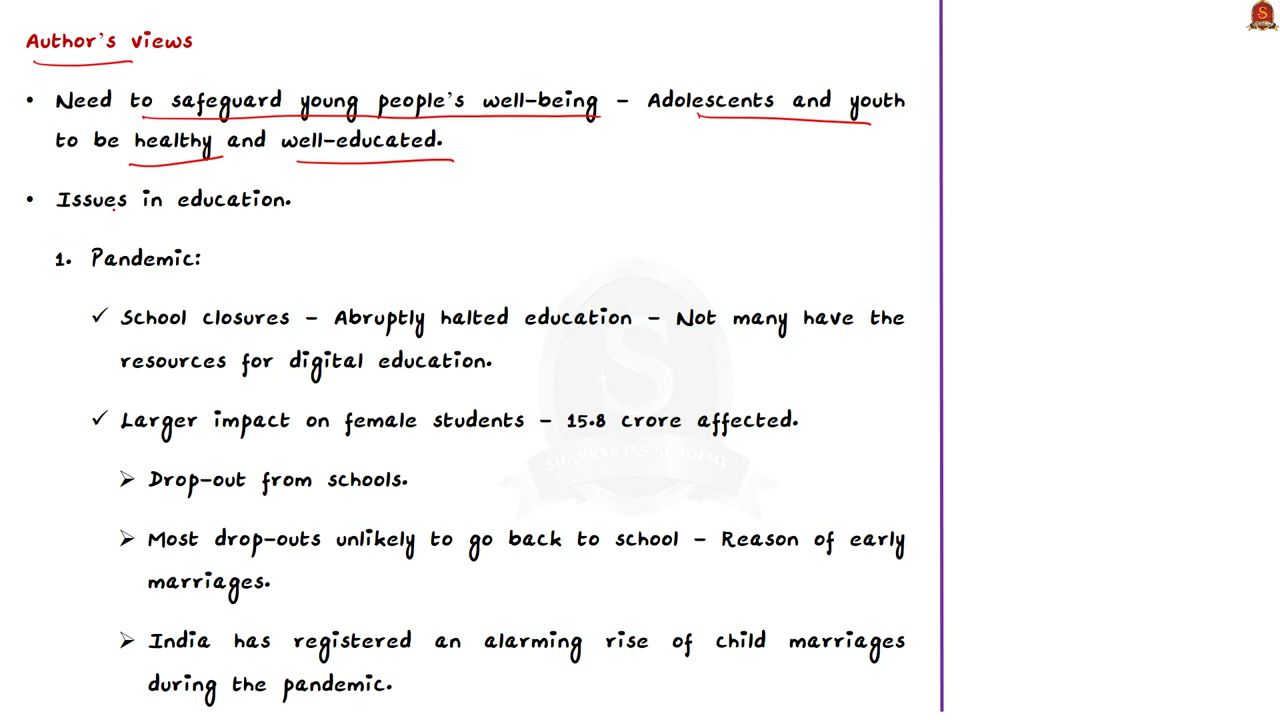 Author's views
• Need to safeguard young people's well-being – Adolescents and youth
to be healthy and well-educated.
• Issues in education.
1. Pandemic:
✓ School closures – Abruptly halted education – Not many have the
resources for digital education.
✓ Larger impact on female students – 15.8 crore affected.
➢ Drop-out from schools.
➢ Most drop-outs unlikely to go back to school – Reason of early
marriages.
➢ India has registered an alarming rise of child marriages
during the pandemic.
S
SHANKAR IAS ACADEMY
S